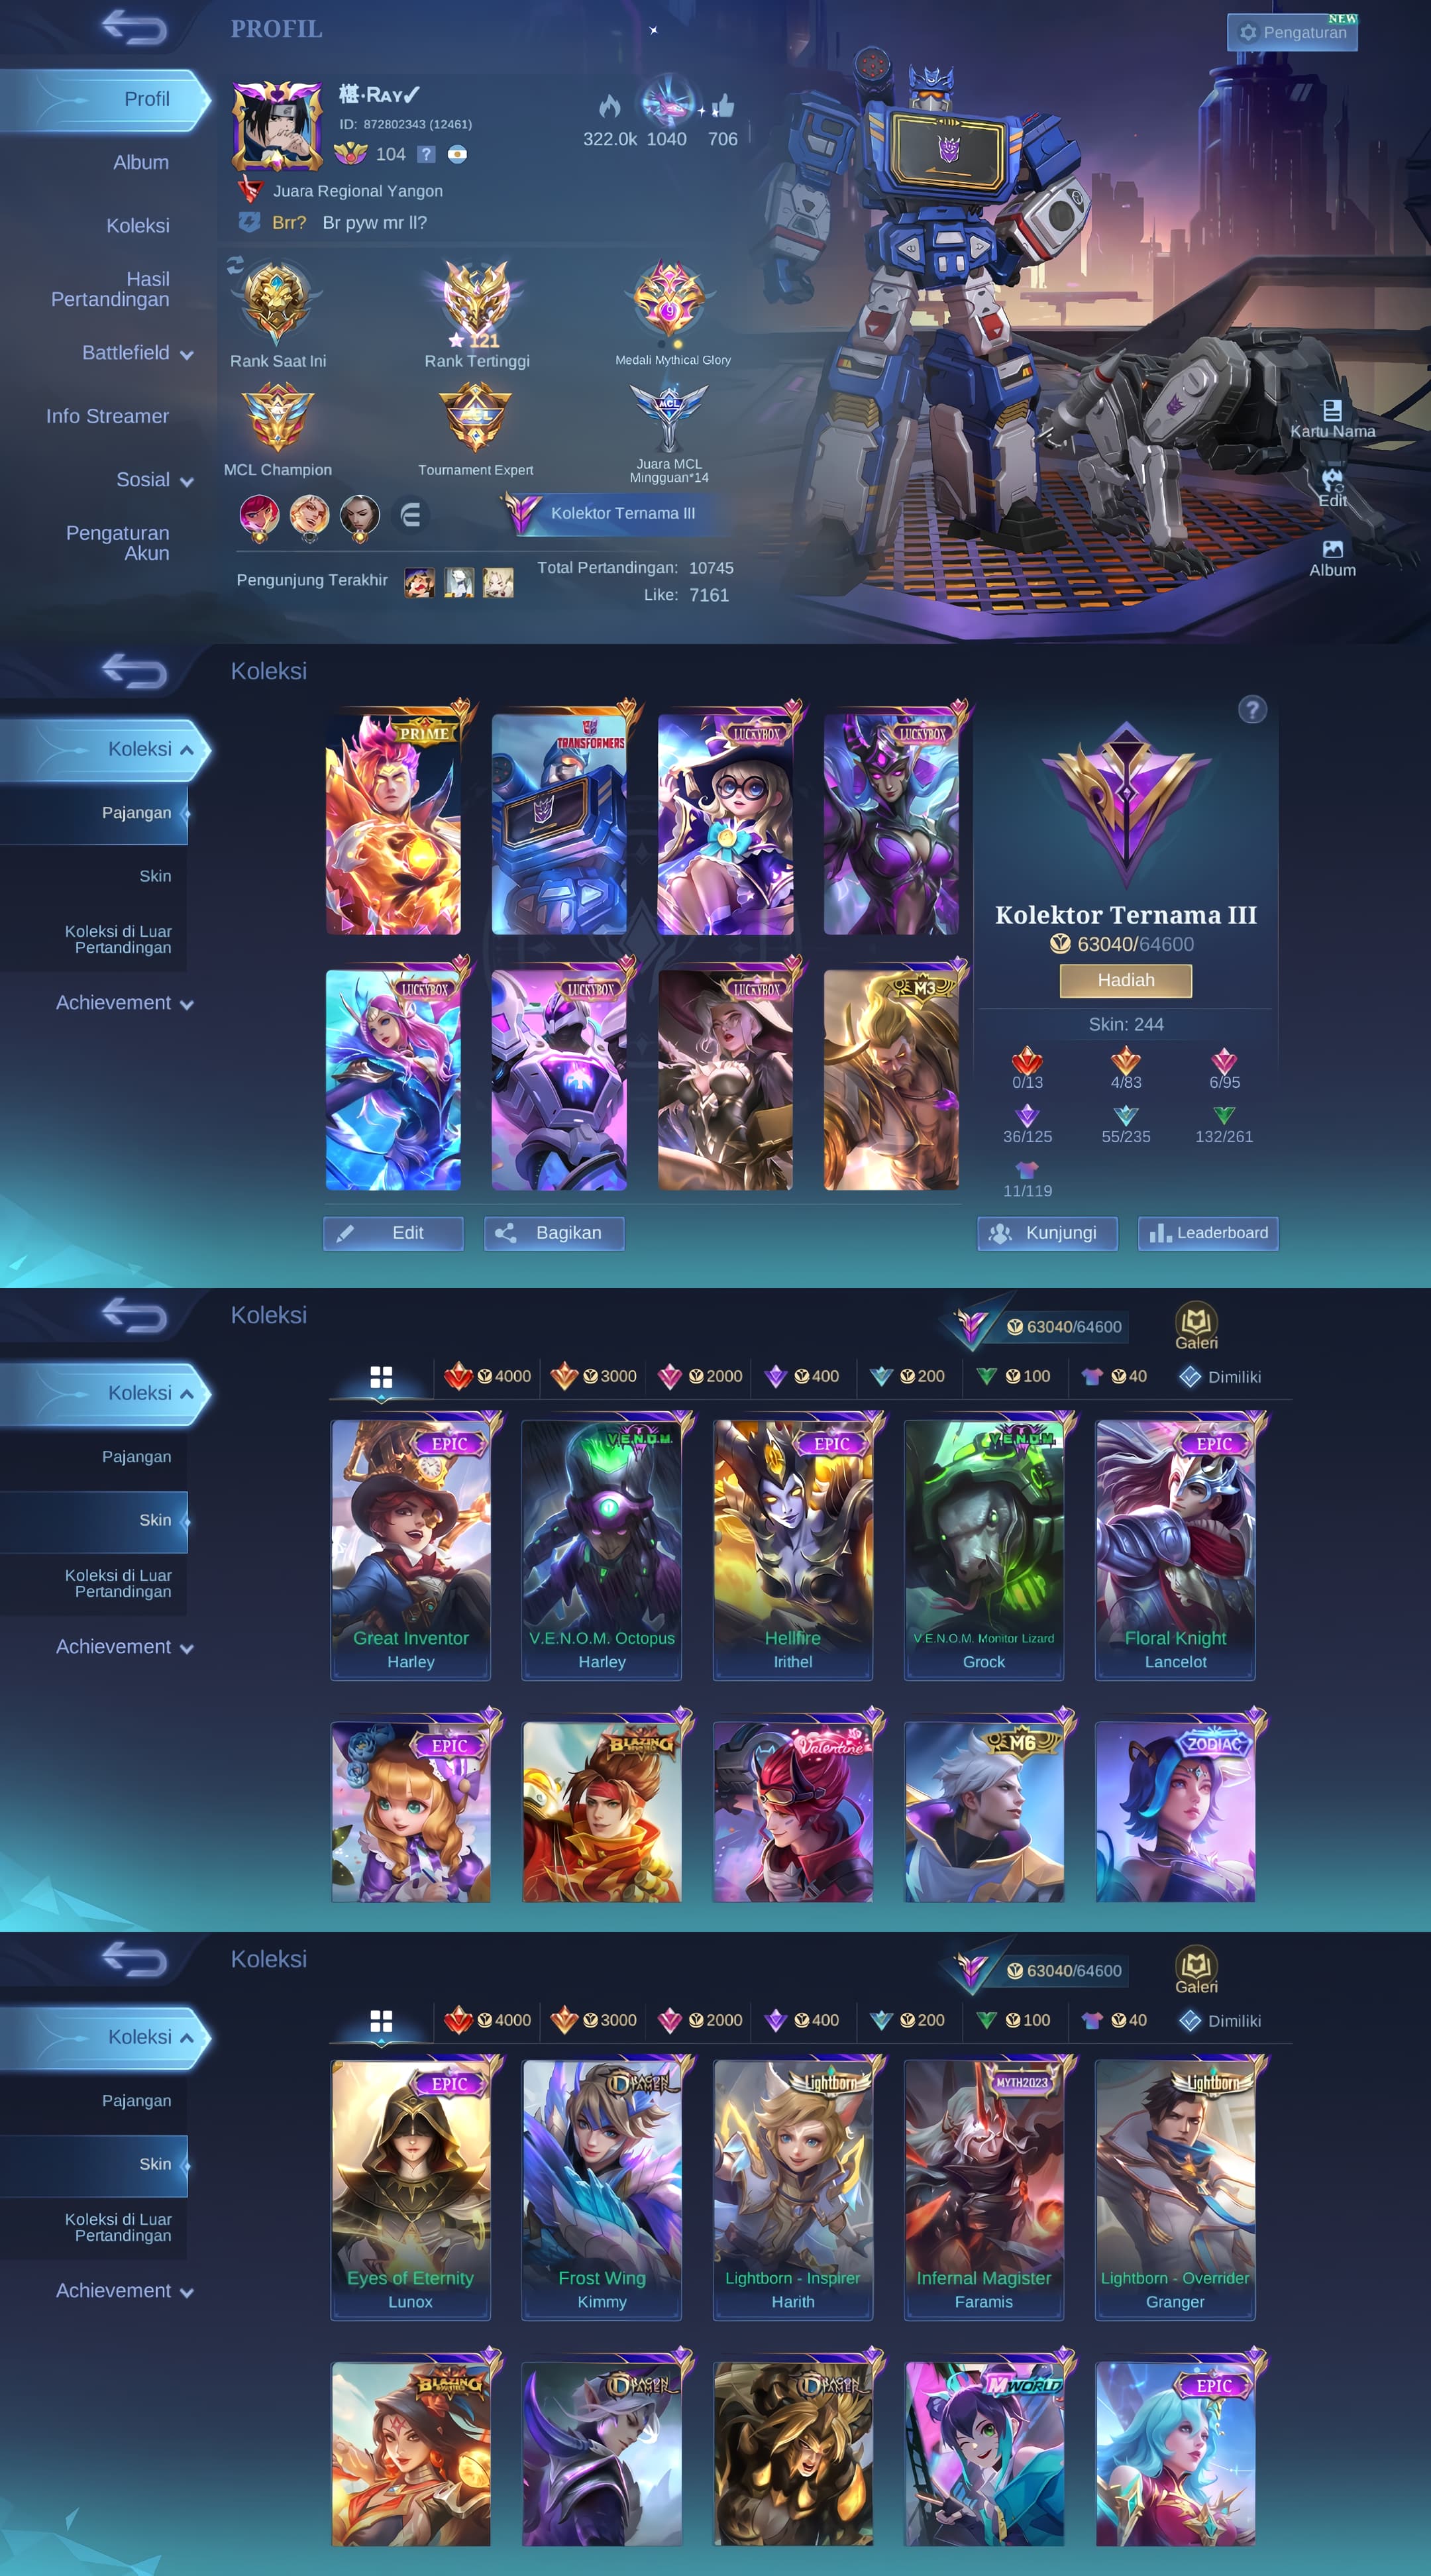 PROFIL
NEW
Pengaturan
Profil
Album
Koleksi
Hasil
Pertandingan
Battlefield
Info Streamer
Sosial
Pengaturan
Akun
·RAY✓
ID: 872802343 (12461)
104 ?
322.0k 1040 706
Juara Regional Yangon
Brr? Br pyw mr ll?
Rank Saat Ini
121
Rank Tertinggi
9
Medali Mythical Glory
MCL Champion
MCL
Tournament Expert
MCL
Juara MCL
Mingguan*14
Kolektor Ternama III
Pengunjung Terakhir
Total Pertandingan: 10745
Like: 7161
Kartu Nama
Edit
Album
Koleksi
Koleksi
Pajangan
Skin
Koleksi di Luar
Pertandingan
Achievement
PRIME
TRANSFORMERS
LUCKYBOX
LUCKYBOX
LUCKYBOX
LUCKYBOX
LUCKYBOX
M3
?
Kolektor Ternama III
63040/64600
Hadiah
Skin: 244
0/13 4/83 6/95
36/125 55/235 132/261
11/119
Edit
Bagikan
Kunjungi
Leaderboard
Koleksi
63040/64600
Galeri
Koleksi
Pajangan
Skin
Koleksi di Luar
Pertandingan
Achievement
4000 3000 2000 400 200 100 40 Dimiliki
EPIC
V.E.N.O.M.
EPIC
V.E.N.O.M.
EPIC
Great Inventor
Harley
V.E.N.O.M. Octopus
Harley
Hellfire
Irithel
V.E.N.O.M. Monitor Lizard
Grock
Floral Knight
Lancelot
EPIC
BLAZING
Valentine
M6
ZODIAC
Koleksi
63040/64600
Galeri
Koleksi
Pajangan
Skin
Koleksi di Luar
Pertandingan
Achievement
4000 3000 2000 400 200 100 40 Dimiliki
EPIC
DRAGON TAMER
Lightborn
MYTH2023
Lightborn
Eyes of Eternity
Lunox
Frost Wing
Kimmy
Lightborn - Inspirer
Harith
Infernal Magister
Faramis
Lightborn - Overrider
Granger
BLAZING
DRAGON TAMER
DRAGON TAMER
MWORLD
EPIC